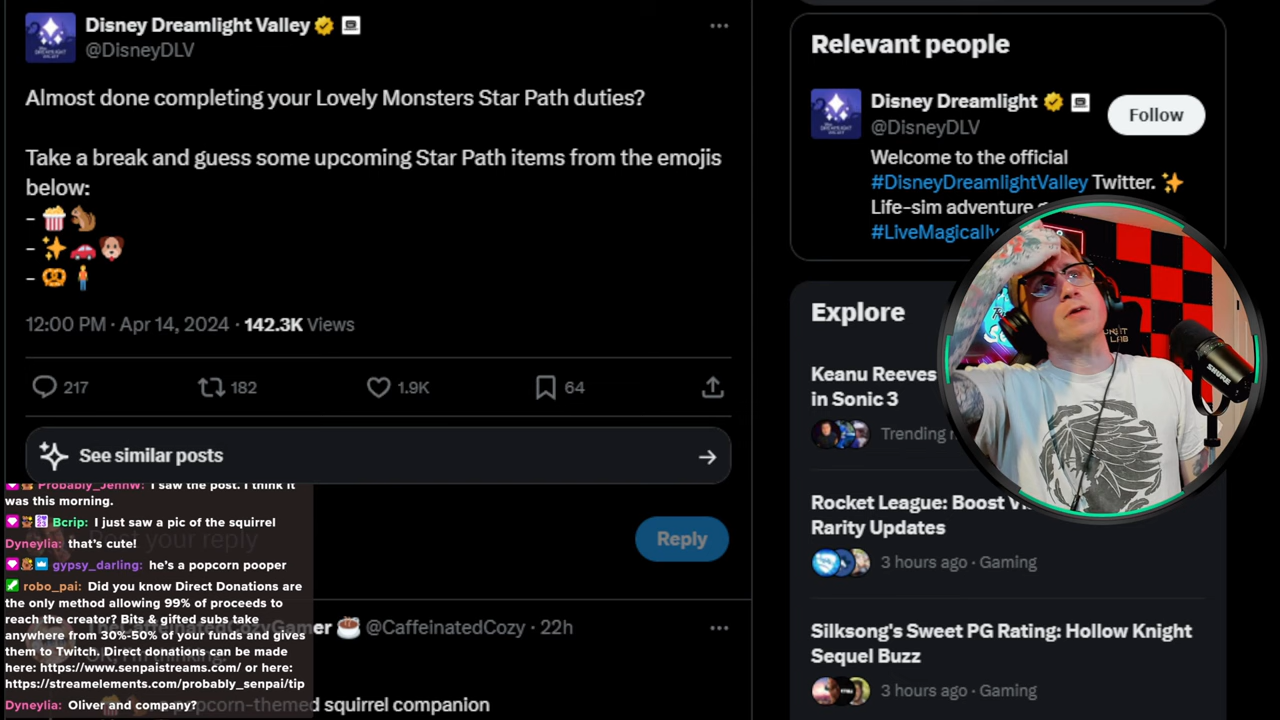 Disney Dreamlight Valley
@DisneyDLV
Almost done completing your Lovely Monsters Star Path duties?
Take a break and guess some upcoming Star Path items from the emojis
below:
- 🍿🐿️
- ✨🚗🐶
- 🥨🧍
12:00 PM · Apr 14, 2024 · 142.3K Views
217 182 1.9K 64
See similar posts
Post your reply
Reply
@CaffeinatedCozy · 22h
popcorn-themed squirrel companion
Probably_JennW: I saw the post. I think it
was this morning.
Bcrip: I just saw a pic of the squirrel
Dyneylia: that's cute!
gypsy_darling: he's a popcorn pooper
robo_pai: Did you know Direct Donations are
the only method allowing 99% of proceeds to
reach the creator? Bits & gifted subs take
anywhere from 30%-50% of your funds and gives
them to Twitch. Direct donations can be made
here: https://www.senpaistreams.com/ or here:
https://streamelements.com/probably_senpai/tip
Dyneylia: Oliver and company?
Relevant people
Disney Dreamlight
@DisneyDLV
Follow
Welcome to the official
#DisneyDreamlightValley Twitter. ✨
Life-sim adventure
#LiveMagically
Explore
Keanu Reeves
in Sonic 3
Trending
Rocket League: Boost
Rarity Updates
3 hours ago · Gaming
Silksong's Sweet PG Rating: Hollow Knight
Sequel Buzz
3 hours ago · Gaming
SHURE